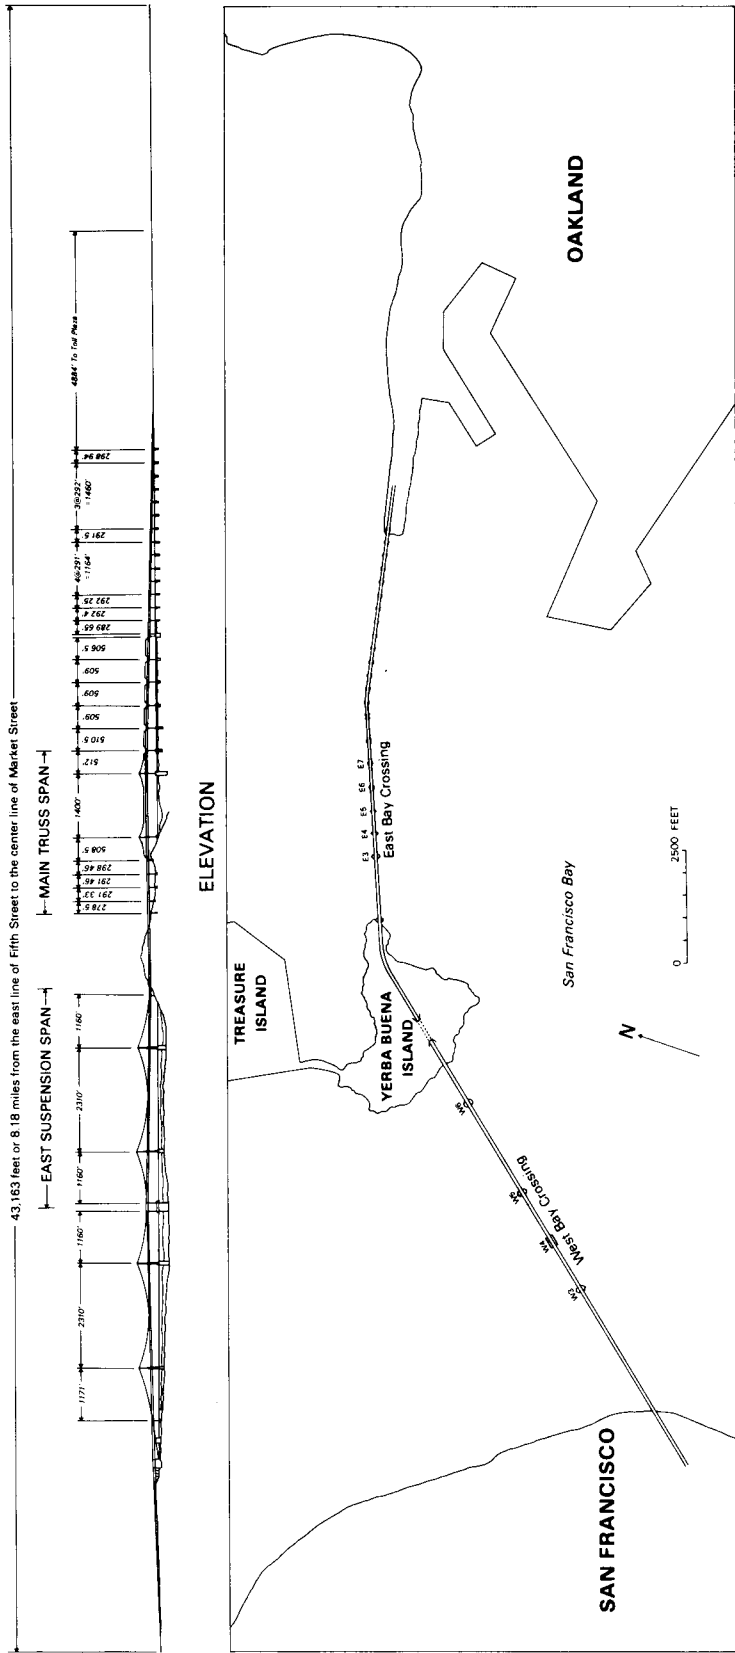 43,163 feet or 8.18 miles from the east line of Fifth Street to the center line of Market Street
EAST SUSPENSION SPAN
MAIN TRUSS SPAN
1171'
2310'
1160'
1160'
2310'
1160'
278.5'
291.33'
291.46'
298.46'
508.5'
1400'
512'
510.5'
509'
509'
509'
506.5'
289.65'
292.4'
292.25'
4@291'
=1164'
291.5'
3@292'
=1460'
298.94'
4884' To Toll Plaza
ELEVATION
TREASURE
ISLAND
YERBA BUENA
ISLAND
E3
E4
E5
E6
E7
East Bay Crossing
OAKLAND
W3
W4
W5
W6
West Bay Crossing
San Francisco Bay
N
0
2500 FEET
SAN FRANCISCO